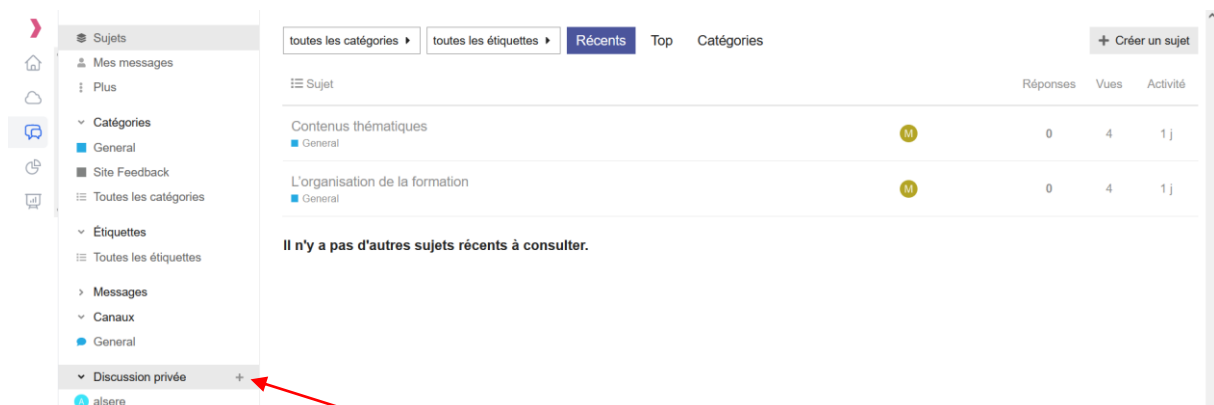 Sujets
Mes messages
Plus
Catégories
General
Site Feedback
Toutes les catégories
Étiquettes
Toutes les étiquettes
Messages
Canaux
General
Discussion privée +
A alsere
toutes les catégories toutes les étiquettes Récents Top Catégories + Créer un sujet
Sujet Réponses Vues Activité
Contenus thématiques M 0 4 1 j
General
L'organisation de la formation M 0 4 1 j
General
Il n'y a pas d'autres sujets récents à consulter.